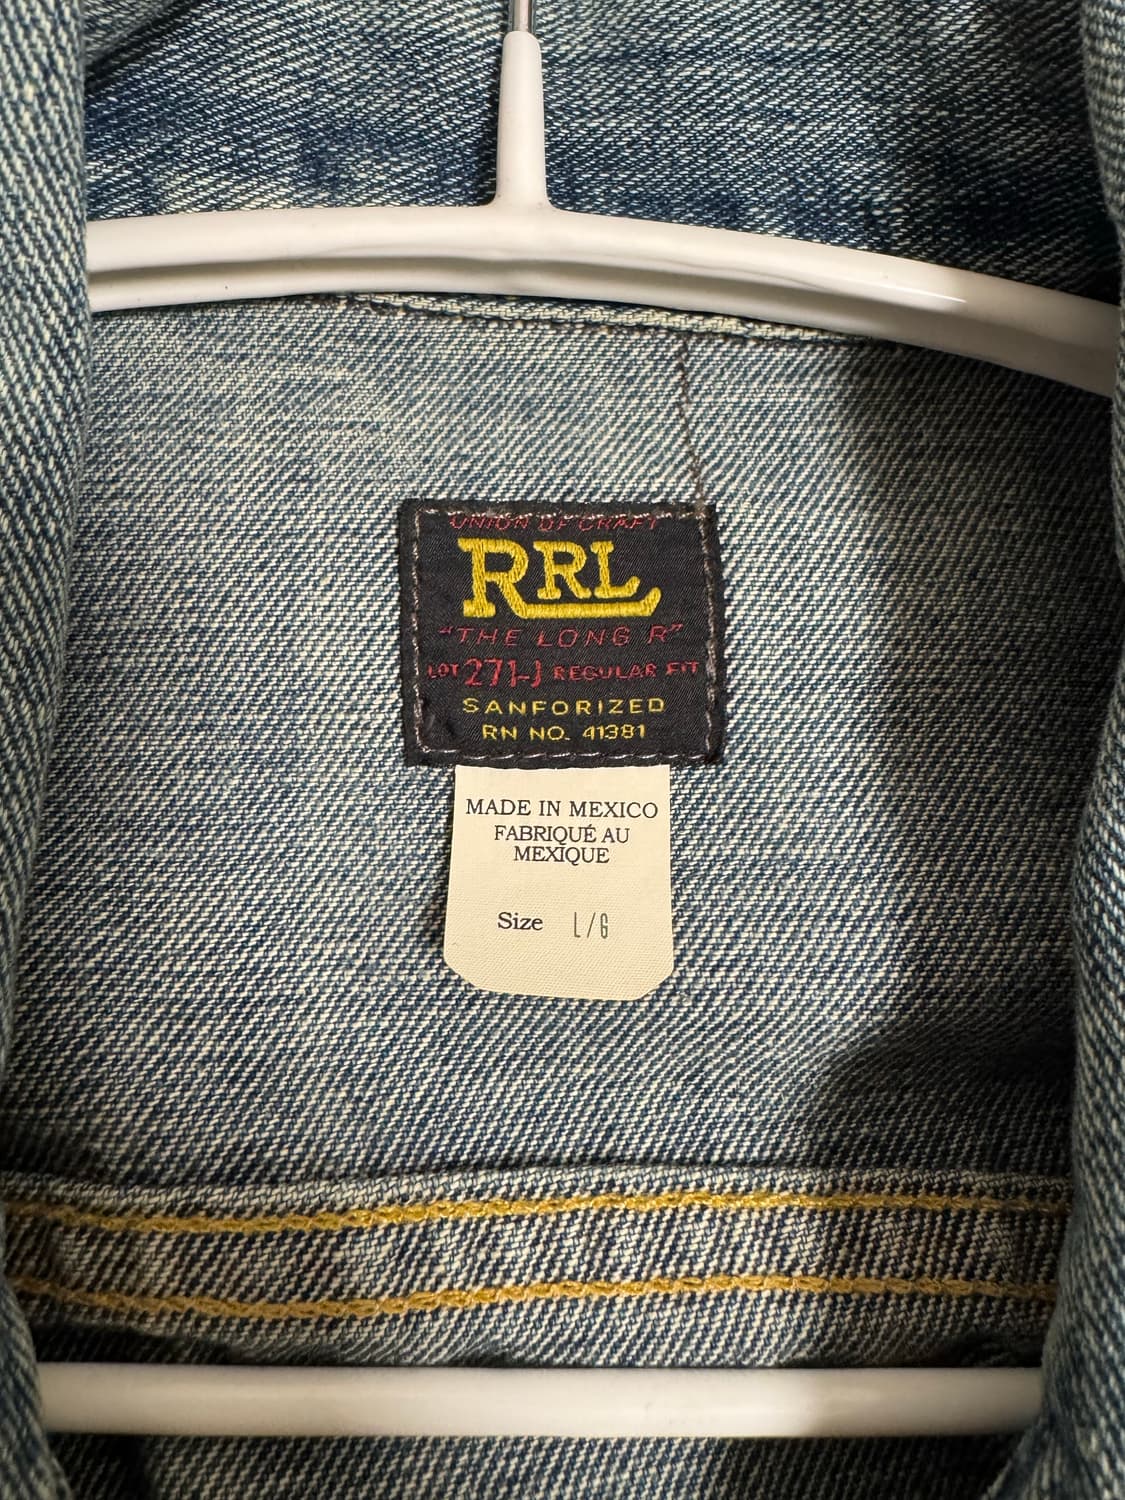 UNION OF CRAFT
RRL
"THE LONG R"
LOT 271-J REGULAR FIT
SANFORIZED
RN NO. 41381
MADE IN MEXICO
FABRIQUÉ AU
MEXIQUE
Size L/G